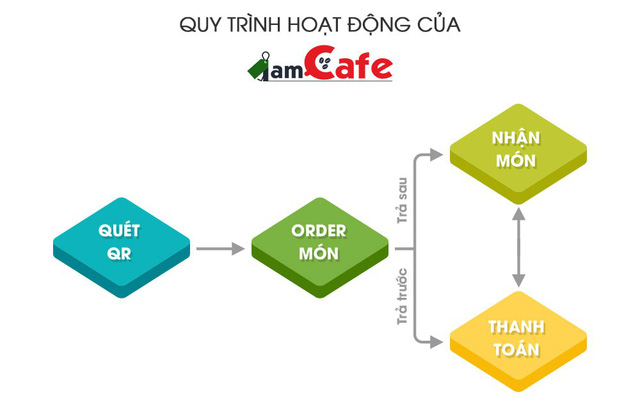 QUY TRÌNH HOẠT ĐỘNG CỦA
IamCafe
NHẬN
MÓN
QUÉT
QR
ORDER
MÓN
Trả sau
Trả trước
THANH
TOÁN